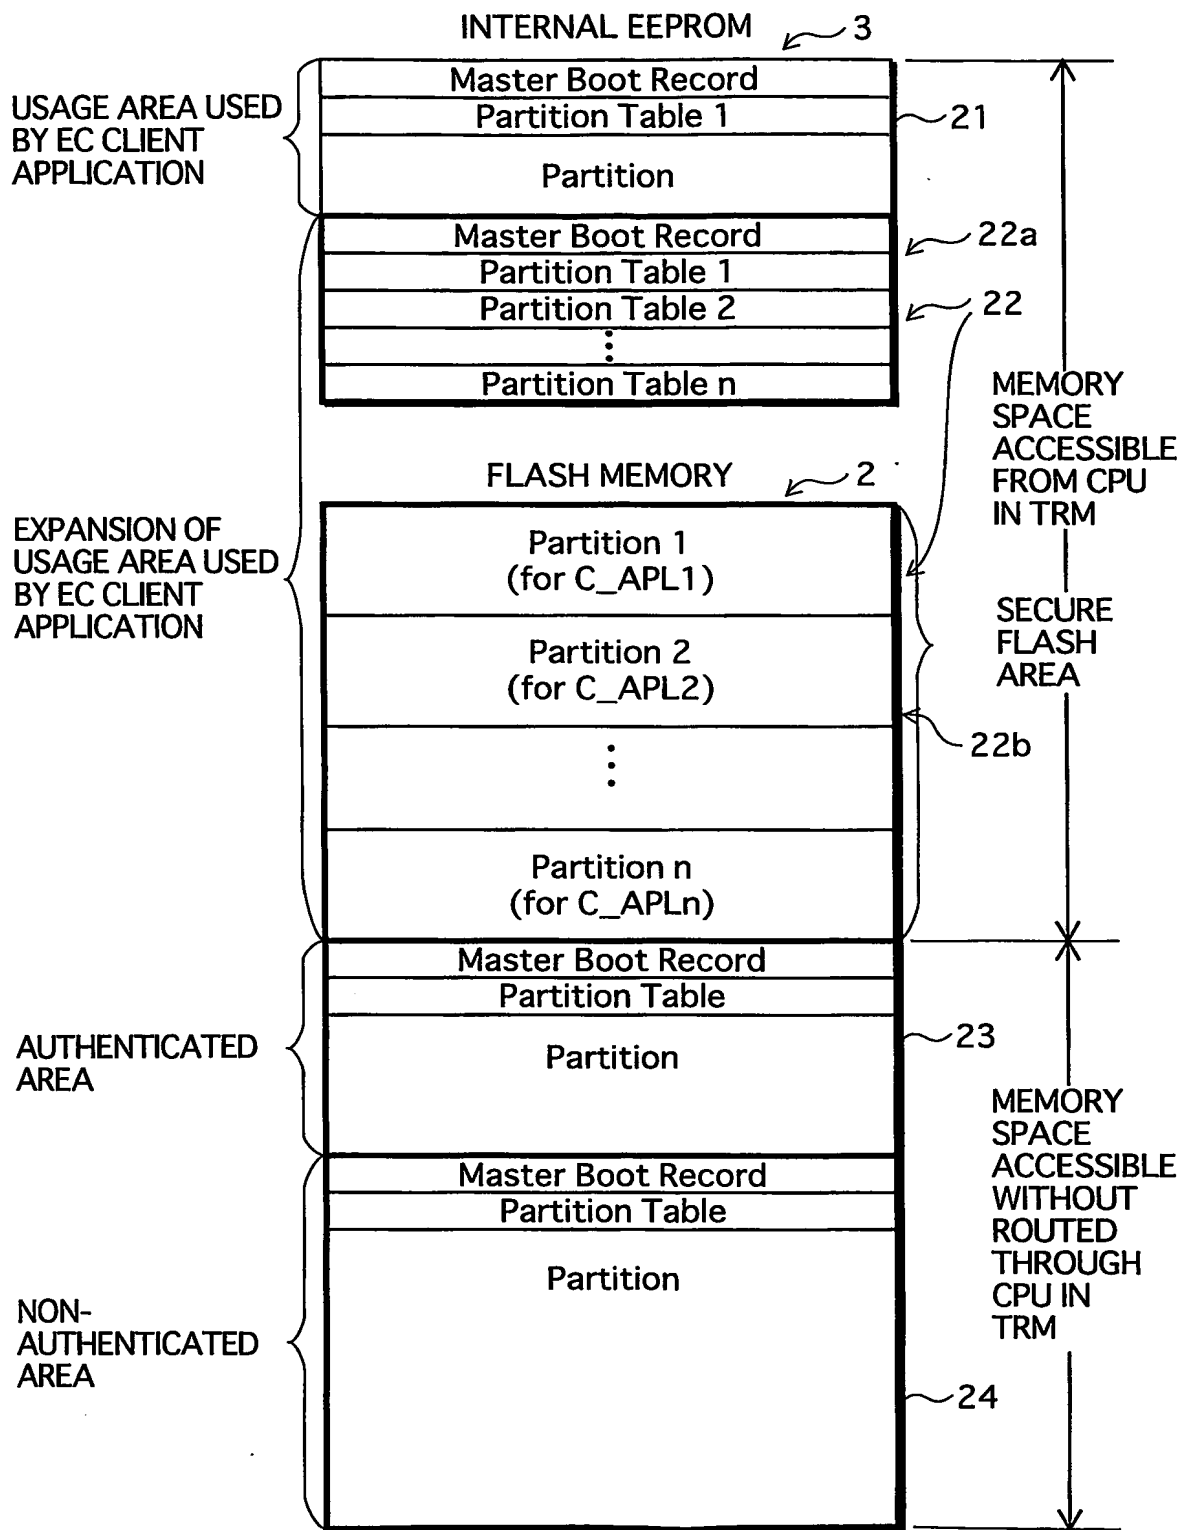 INTERNAL EEPROM
3
USAGE AREA USED
BY EC CLIENT
APPLICATION
Master Boot Record
Partition Table 1
21
Partition
Master Boot Record
22a
Partition Table 1
Partition Table 2
22
Partition Table n
MEMORY
SPACE
ACCESSIBLE
FROM CPU
IN TRM
FLASH MEMORY
2
EXPANSION OF
USAGE AREA USED
BY EC CLIENT
APPLICATION
Partition 1
(for C_APL1)
Partition 2
(for C_APL2)
SECURE
FLASH
AREA
22b
Partition n
(for C_APLn)
Master Boot Record
Partition Table
Partition
23
AUTHENTICATED
AREA
MEMORY
SPACE
ACCESSIBLE
WITHOUT
ROUTED
THROUGH
CPU IN
TRM
Master Boot Record
Partition Table
Partition
NON-
AUTHENTICATED
AREA
24